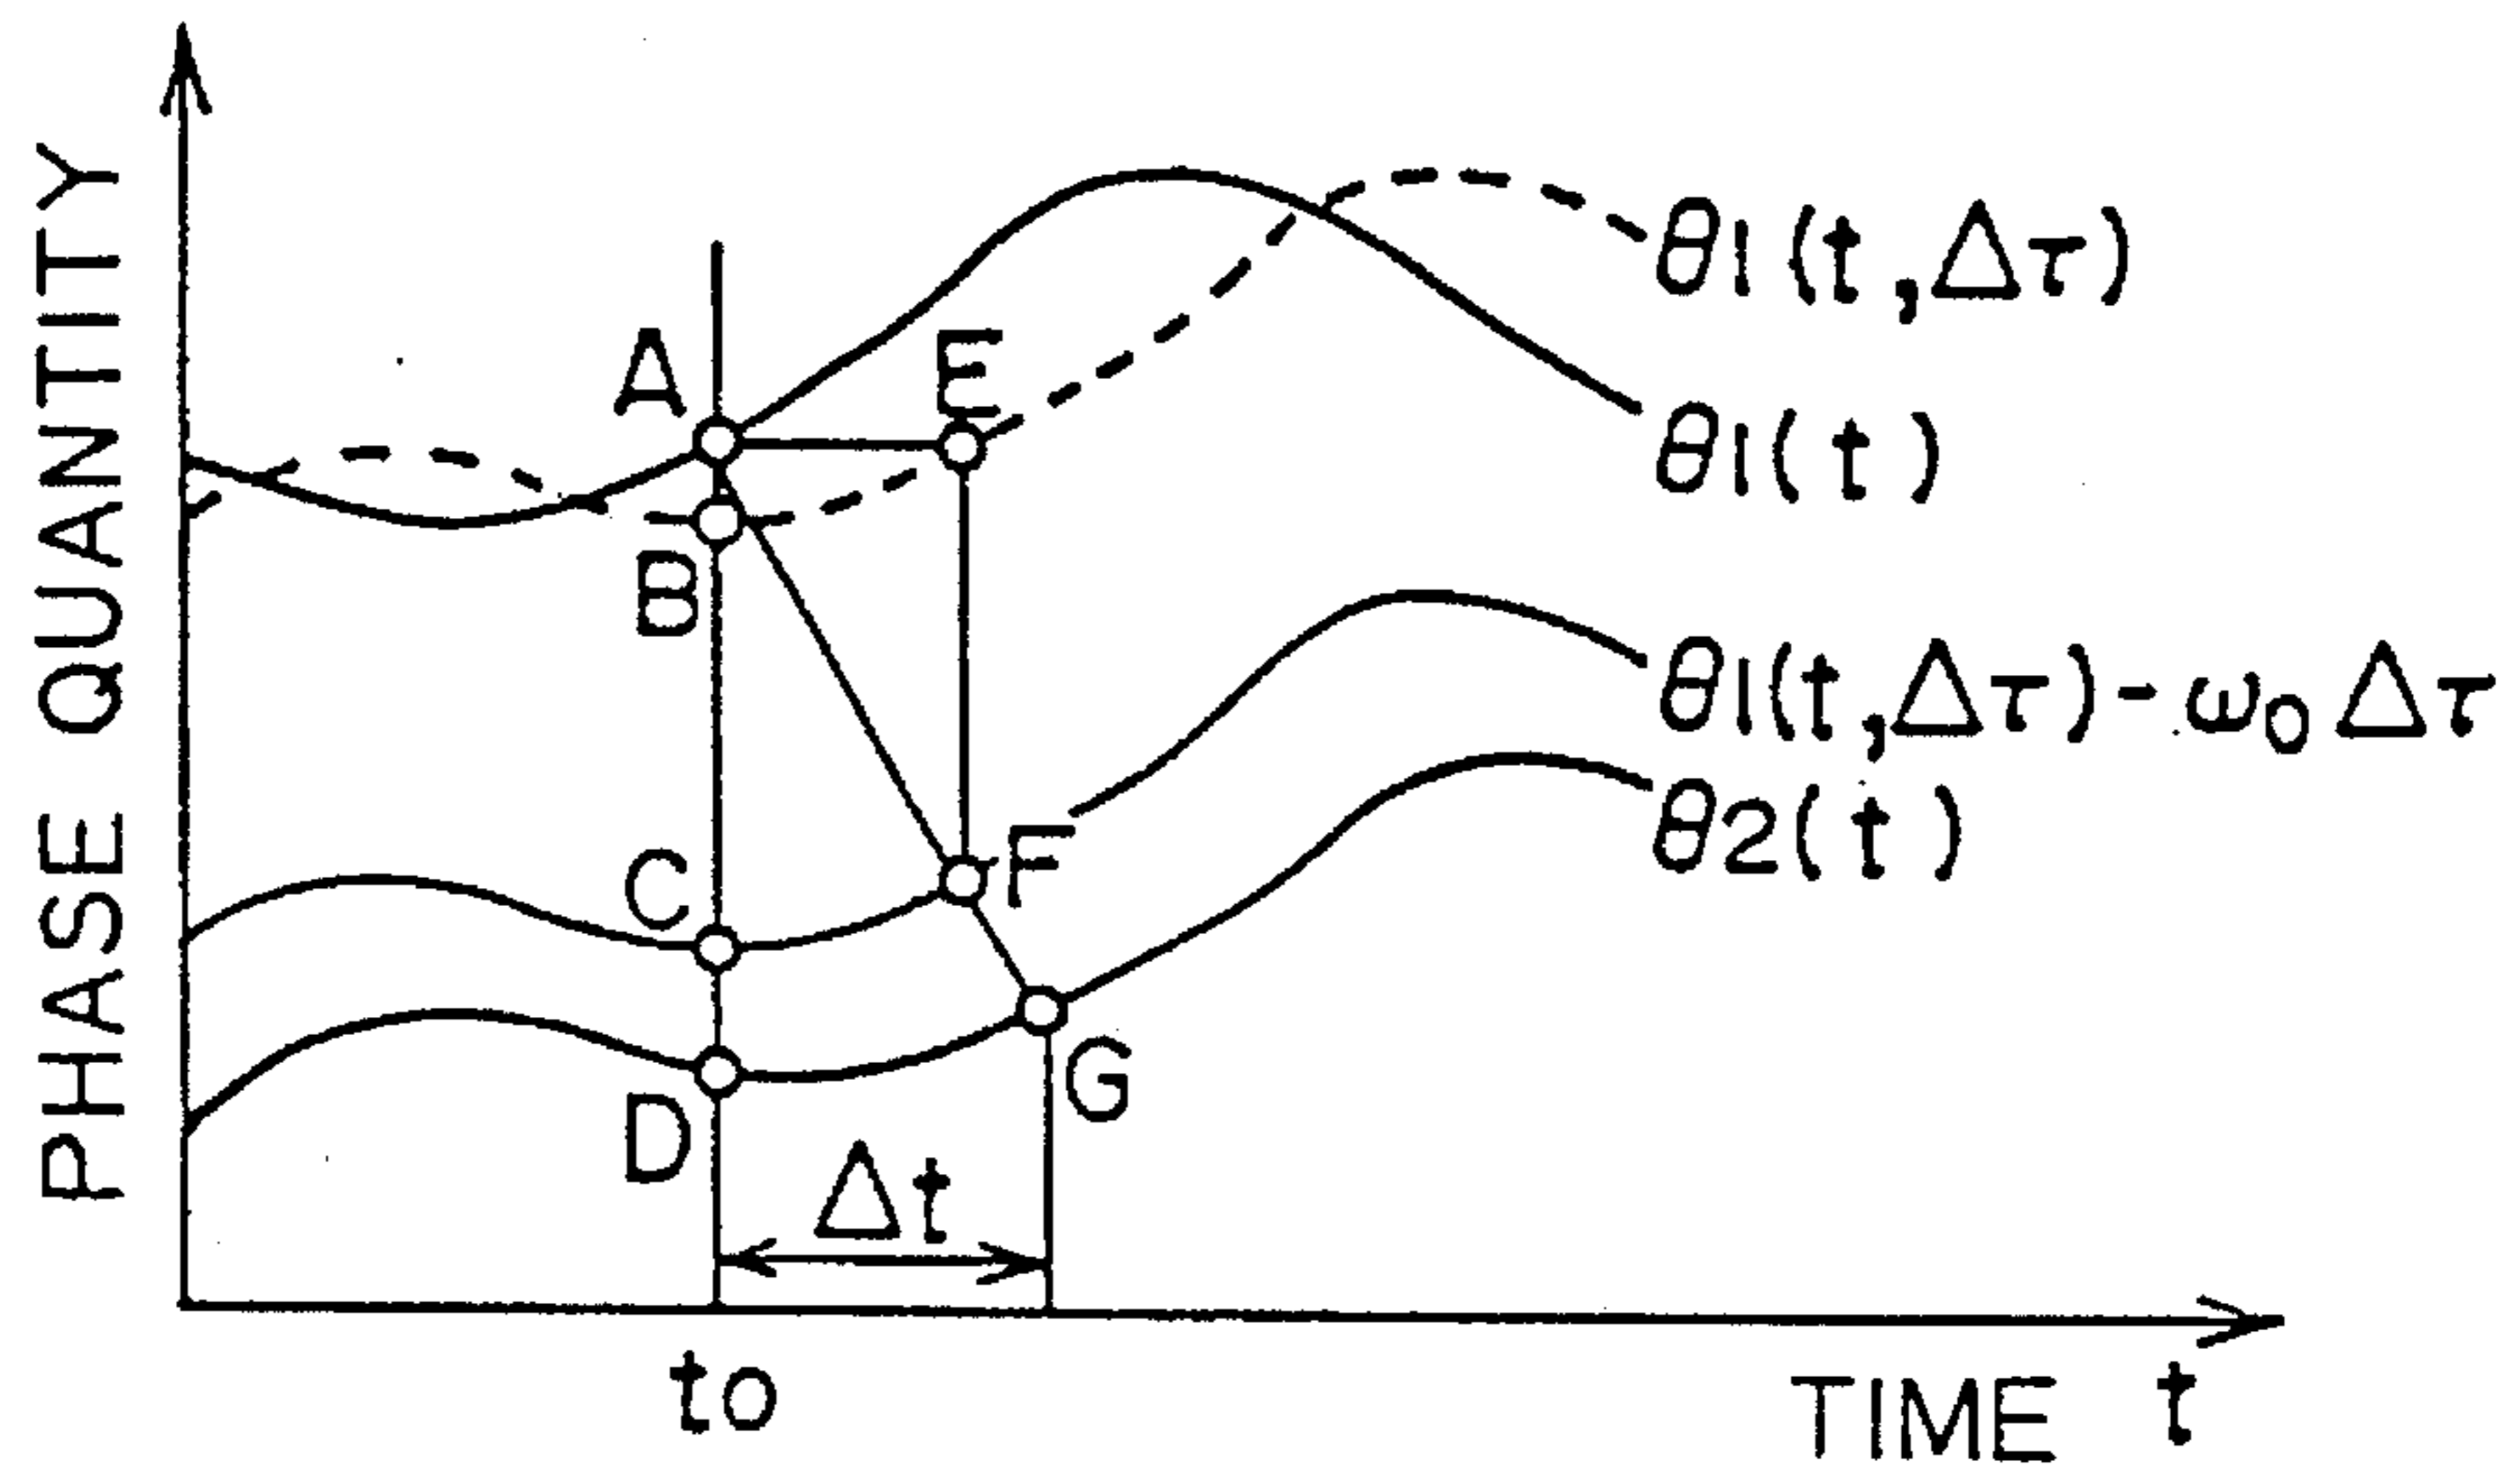 PHASE QUANTITY
θ1(t,Δτ)
A
E
θ1(t)
B
θ1(t,Δτ)-ω0Δτ
F
θ2(t)
C
G
D
Δt
to
TIME t